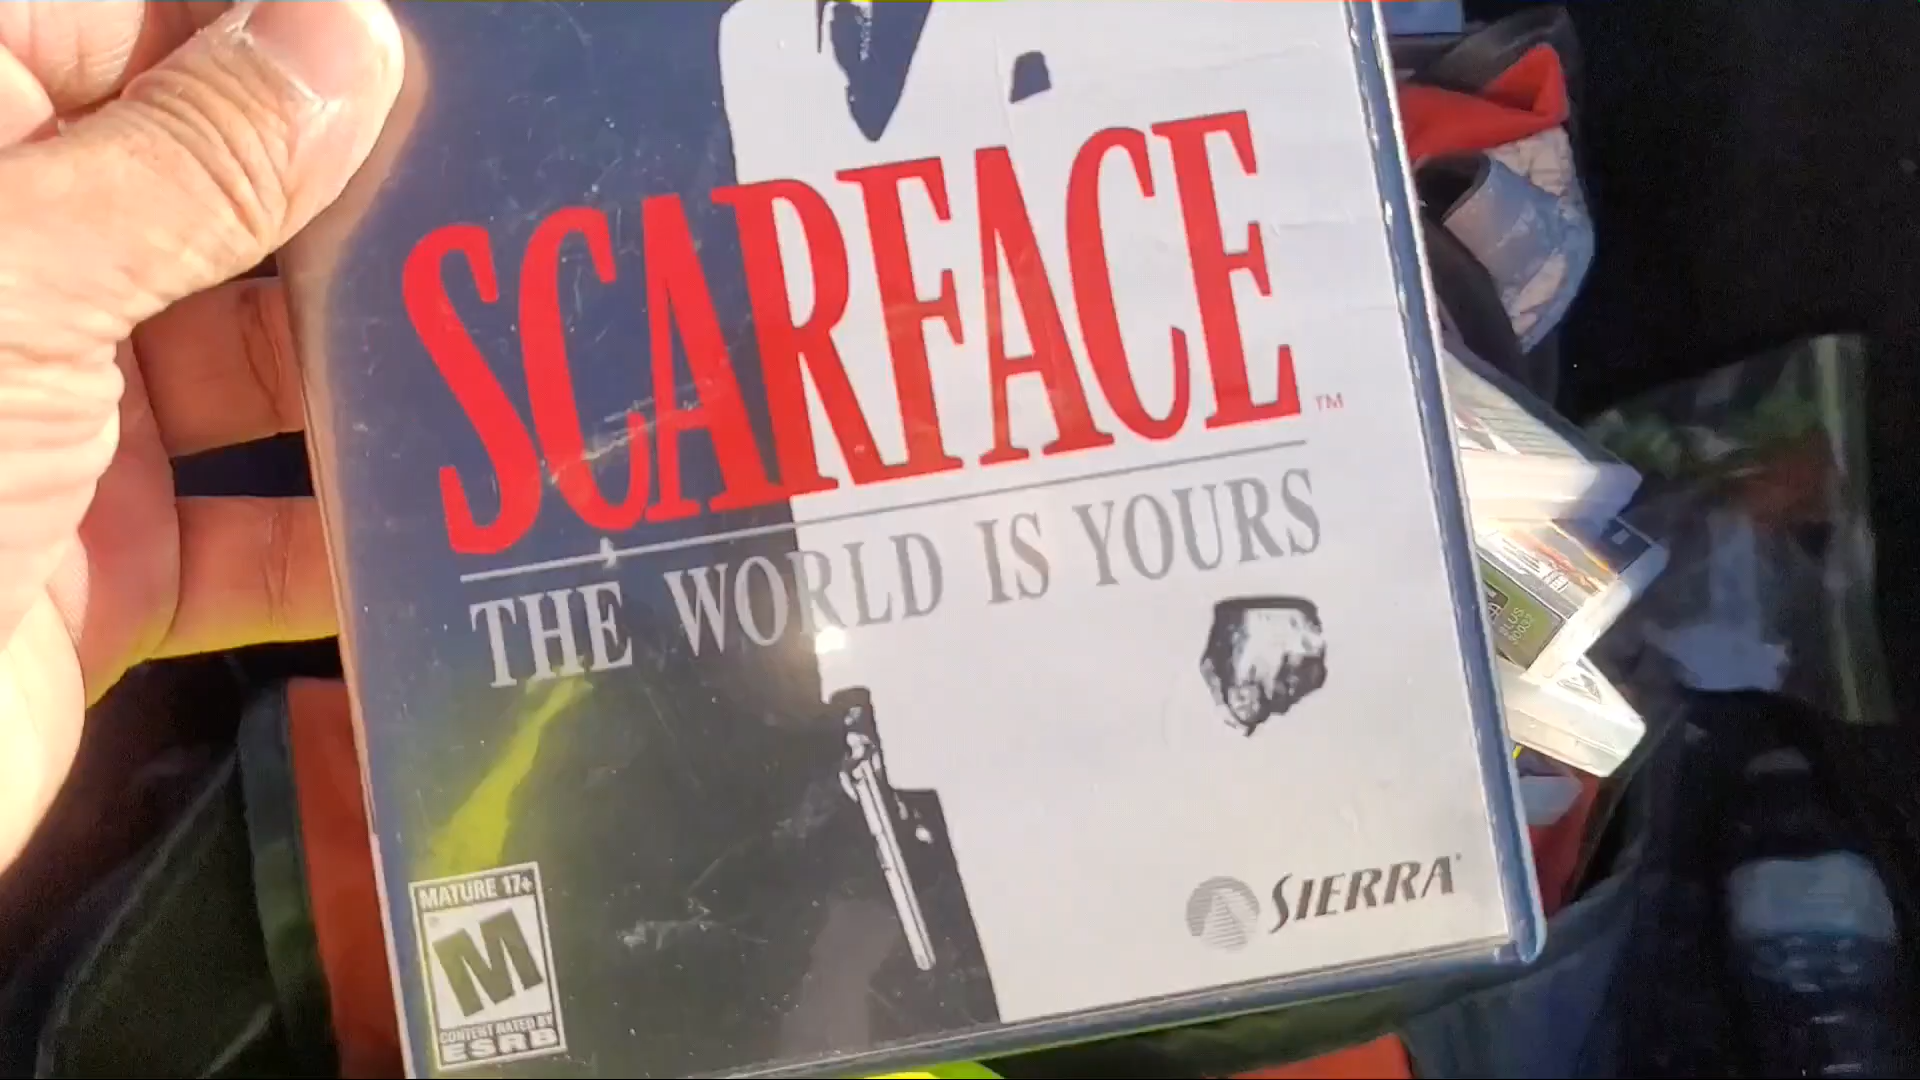 SCARFACE™
THE WORLD IS YOURS
MATURE 17+
M
CONTENT RATED BY
ESRB
SIERRA